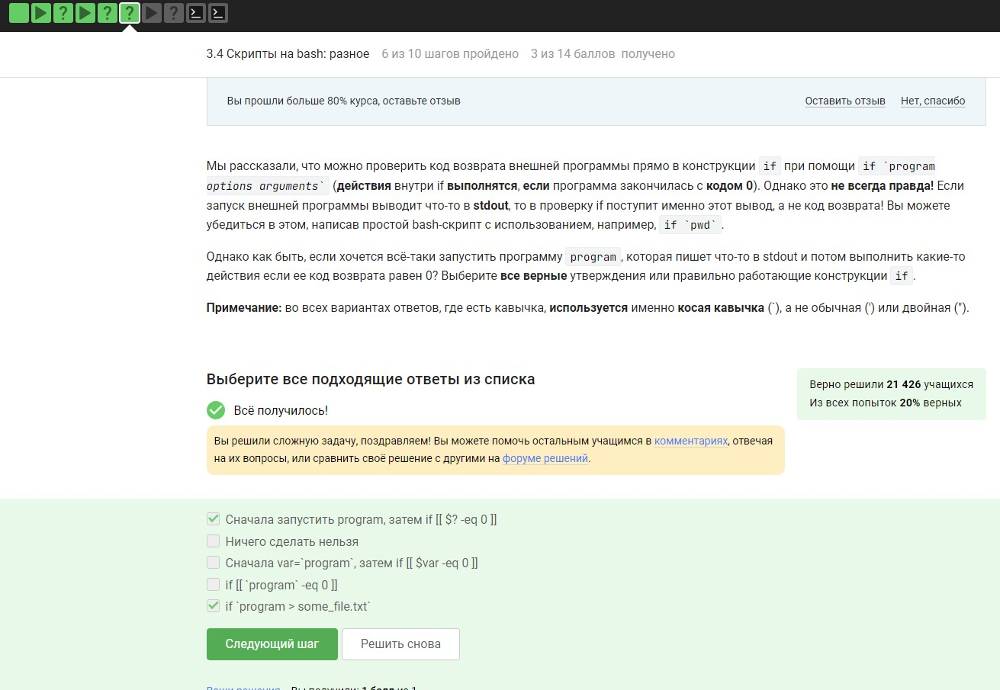 3.4 Скрипты на bash: разное 6 из 10 шагов пройдено 3 из 14 баллов получено
Вы прошли больше 80% курса, оставьте отзыв Оставить отзыв Нет, спасибо
Мы рассказали, что можно проверить код возврата внешней программы прямо в конструкции if при помощи if `program
options arguments` (действия внутри if выполнятся, если программа закончилась с кодом 0). Однако это не всегда правда! Если
запуск внешней программы выводит что-то в stdout, то в проверку if поступит именно этот вывод, а не код возврата! Вы можете
убедиться в этом, написав простой bash-скрипт с использованием, например, if `pwd`.
Однако как быть, если хочется всё-таки запустить программу program, которая пишет что-то в stdout и потом выполнить какие-то
действия если ее код возврата равен 0? Выберите все верные утверждения или правильно работающие конструкции if.
Примечание: во всех вариантах ответов, где есть кавычка, используется именно косая кавычка (`), а не обычная (') или двойная (").
Выберите все подходящие ответы из списка
Верно решили 21 426 учащихся
Из всех попыток 20% верных
Всё получилось!
Вы решили сложную задачу, поздравляем! Вы можете помочь остальным учащимся в комментариях, отвечая
на их вопросы, или сравнить своё решение с другими на форуме решений.
Сначала запустить program, затем if [[ $? -eq 0 ]]
Ничего сделать нельзя
Сначала var=`program`, затем if [[ $var -eq 0 ]]
if [[ `program` -eq 0 ]]
if `program > some_file.txt`
Следующий шаг Решить снова
Ваши решения Вы получили: 1 балл из 1